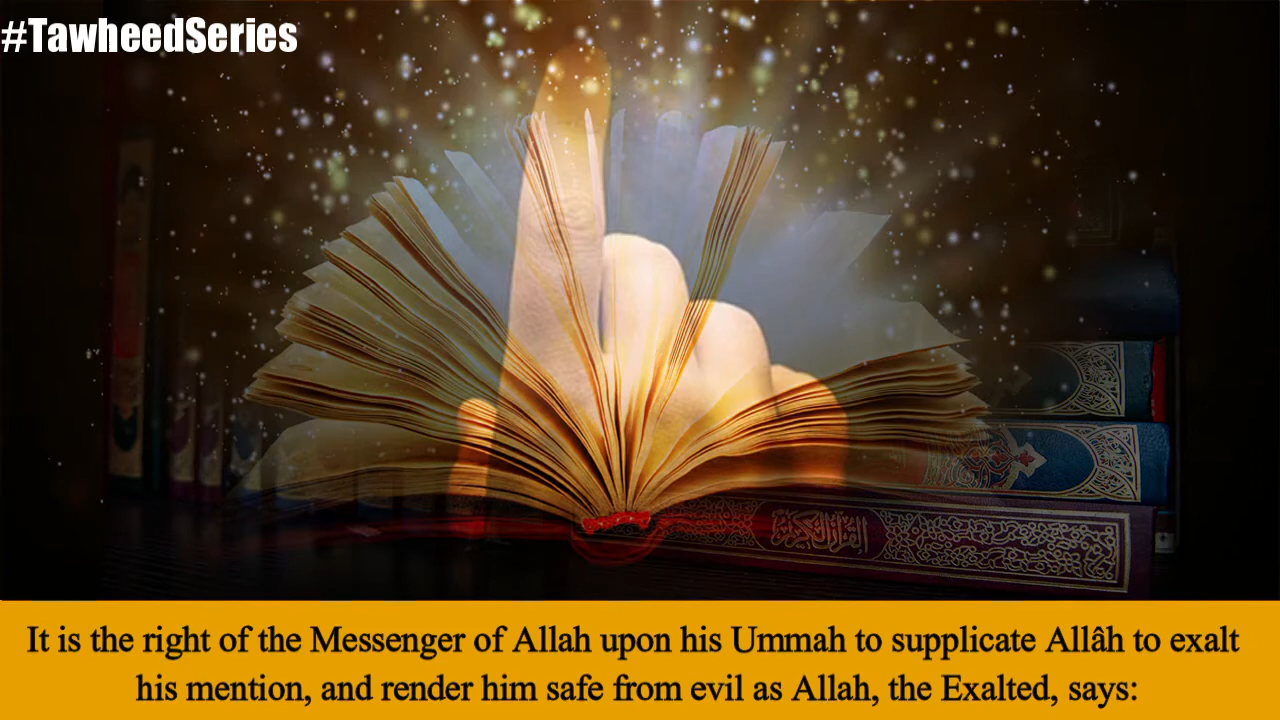 #TawheedSeries
القرآن الكريم
It is the right of the Messenger of Allah upon his Ummah to supplicate Allâh to exalt
his mention, and render him safe from evil as Allah, the Exalted, says: